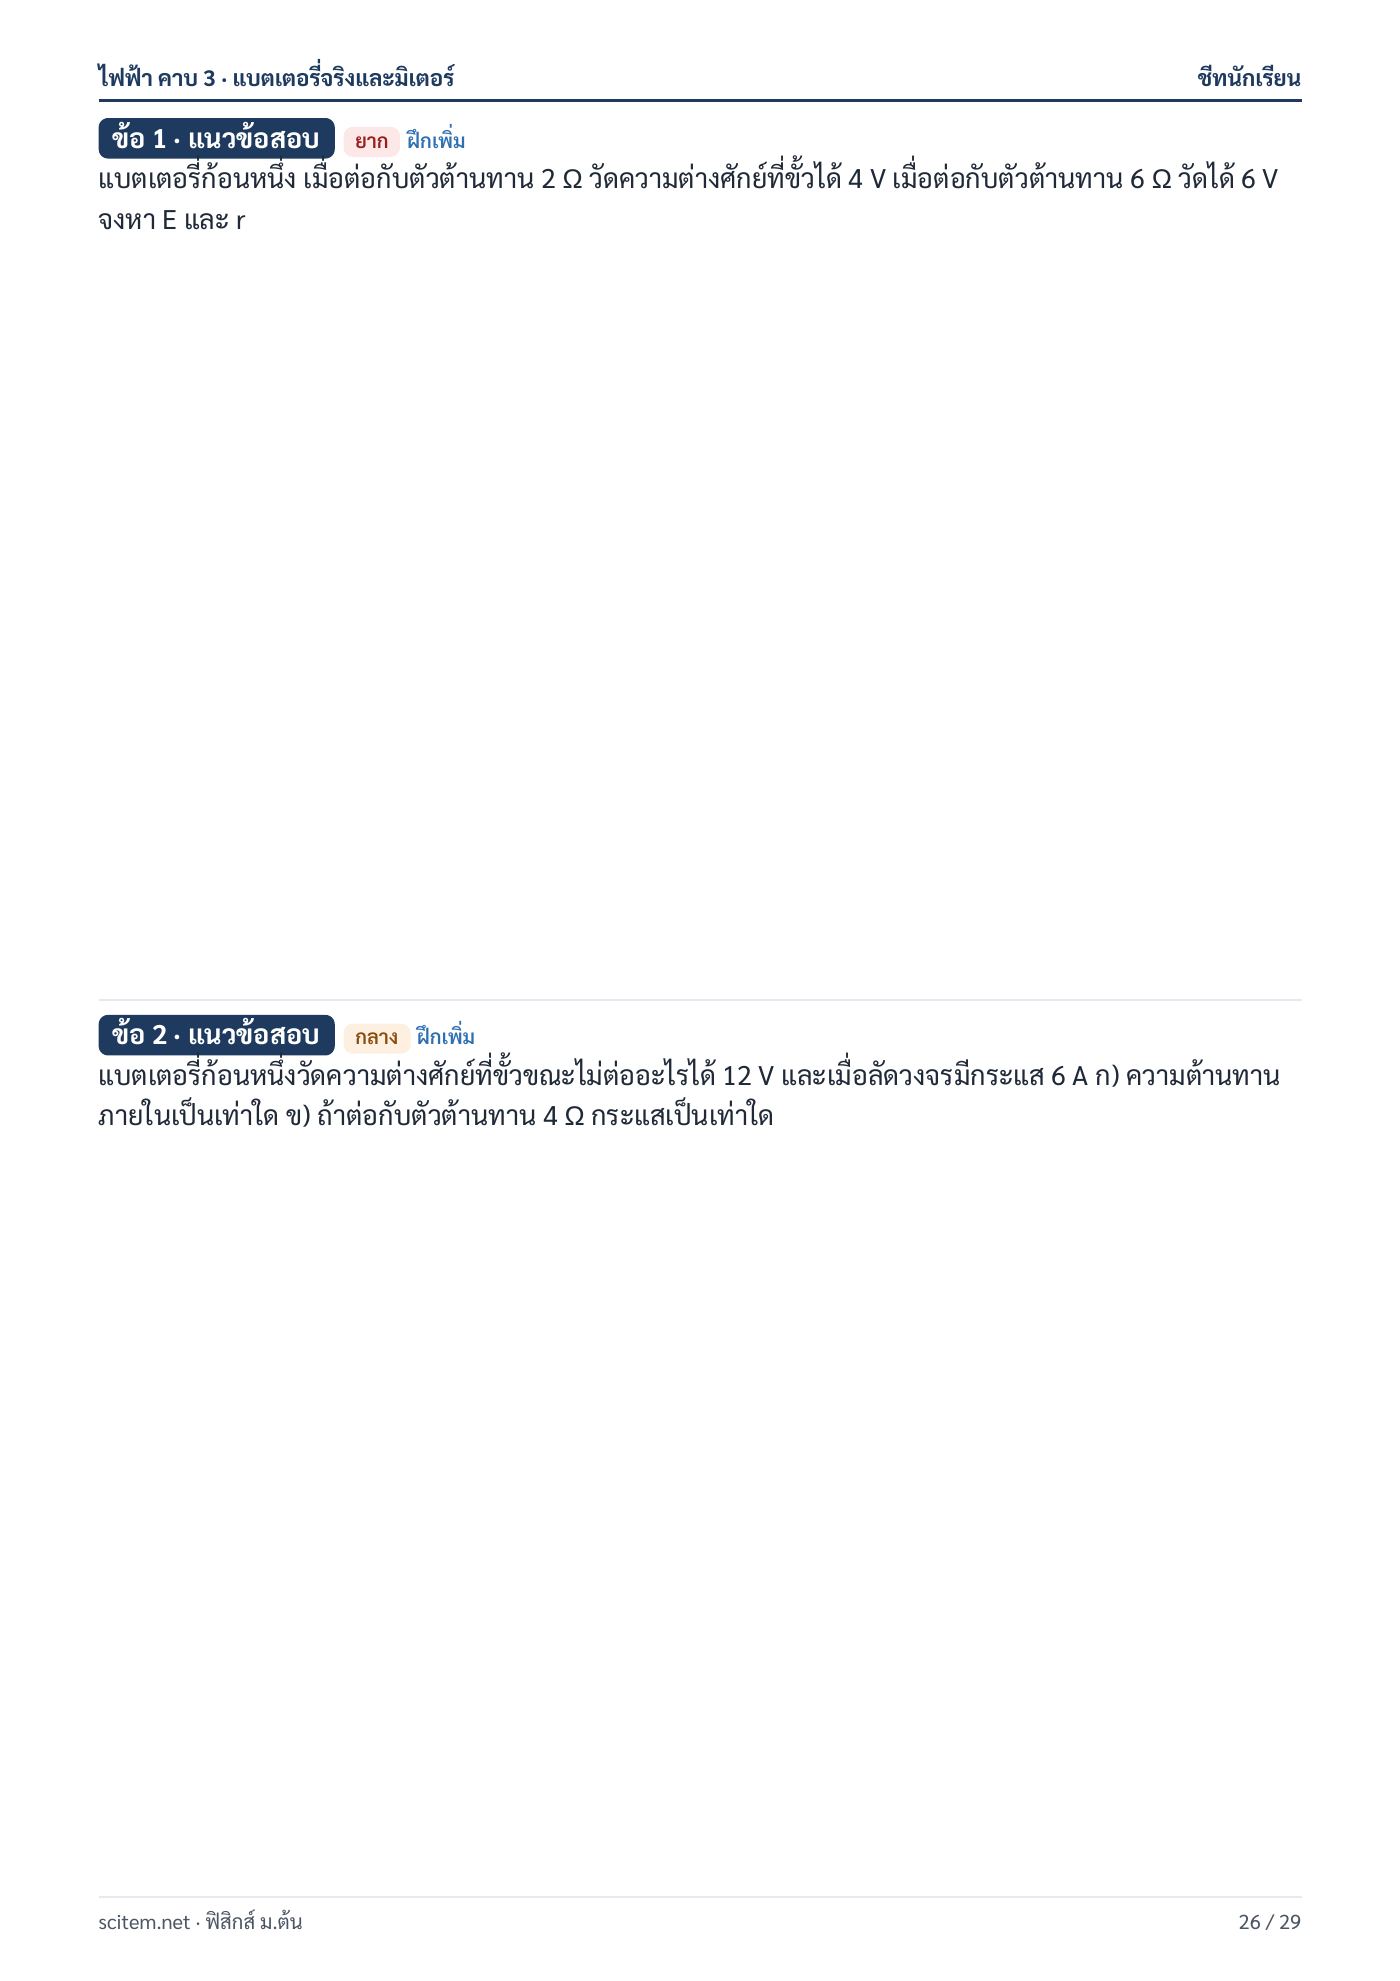 ไฟฟ้า คาบ 3 · แบตเตอรี่จริงและมิเตอร์
ชีทนักเรียน
ข้อ 1 · แนวข้อสอบ ยาก ฝึกเพิ่ม
แบตเตอรี่ก้อนหนึ่ง เมื่อต่อกับตัวต้านทาน 2 Ω วัดความต่างศักย์ที่ขั้วได้ 4 V เมื่อต่อกับตัวต้านทาน 6 Ω วัดได้ 6 V
จงหา E และ r
ข้อ 2 · แนวข้อสอบ กลาง ฝึกเพิ่ม
แบตเตอรี่ก้อนหนึ่งวัดความต่างศักย์ที่ขั้วขณะไม่ต่ออะไรได้ 12 V และเมื่อลัดวงจรมีกระแส 6 A ก) ความต้านทาน
ภายในเป็นเท่าใด ข) ถ้าต่อกับตัวต้านทาน 4 Ω กระแสเป็นเท่าใด
scitem.net · ฟิสิกส์ ม.ต้น
26 / 29